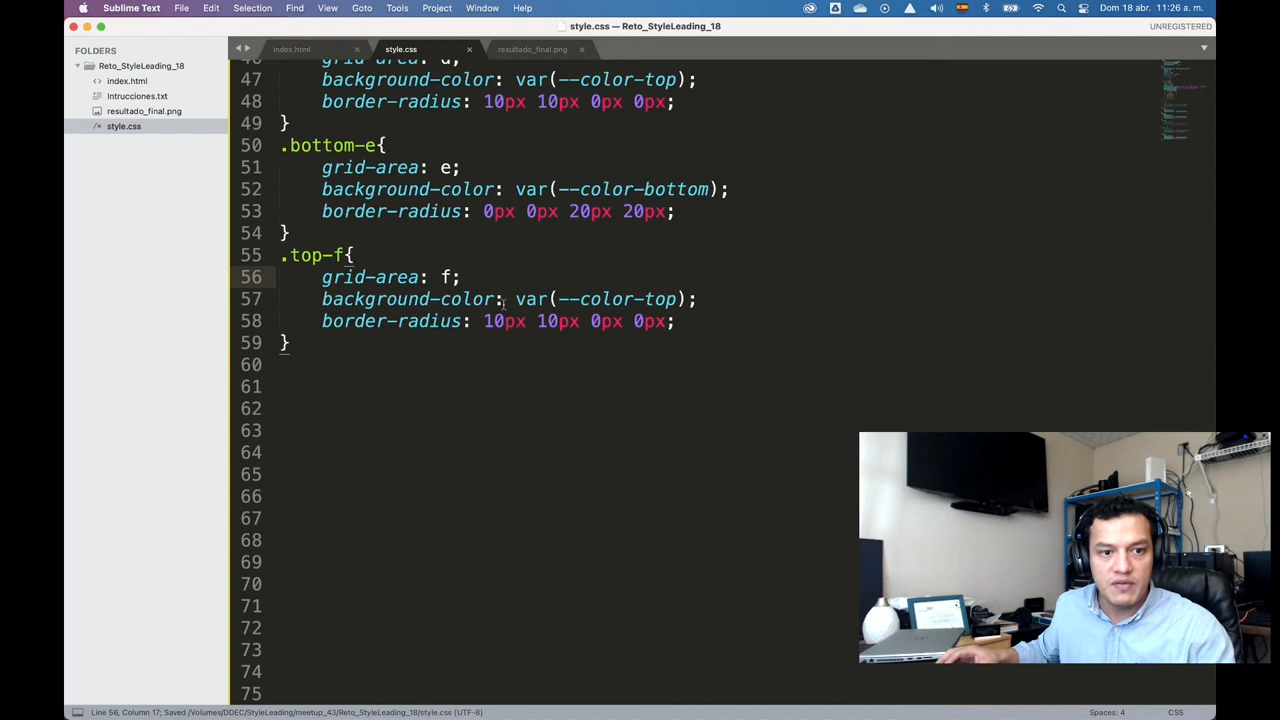 Sublime Text File Edit Selection Find View Goto Tools Project Window Help Dom 18 abr. 11:26 a. m.
style.css — Reto_StyleLeading_18 UNREGISTERED
FOLDERS
Reto_StyleLeading_18
index.html
Intrucciones.txt
resultado_final.png
style.css
index.html style.css resultado_final.png
46 grid-area: d;
47 background-color: var(--color-top);
48 border-radius: 10px 10px 0px 0px;
49 }
50 .bottom-e{
51 grid-area: e;
52 background-color: var(--color-bottom);
53 border-radius: 0px 0px 20px 20px;
54 }
55 .top-f{
56 grid-area: f;
57 background-color: var(--color-top);
58 border-radius: 10px 10px 0px 0px;
59 }
60
61
62
63
64
65
66
67
68
69
70
71
72
73
74
75
Line 56, Column 17; Saved /Volumes/DDEC/StyleLeading/meetup_43/Reto_StyleLeading_18/style.css (UTF-8) Spaces: 4 CSS